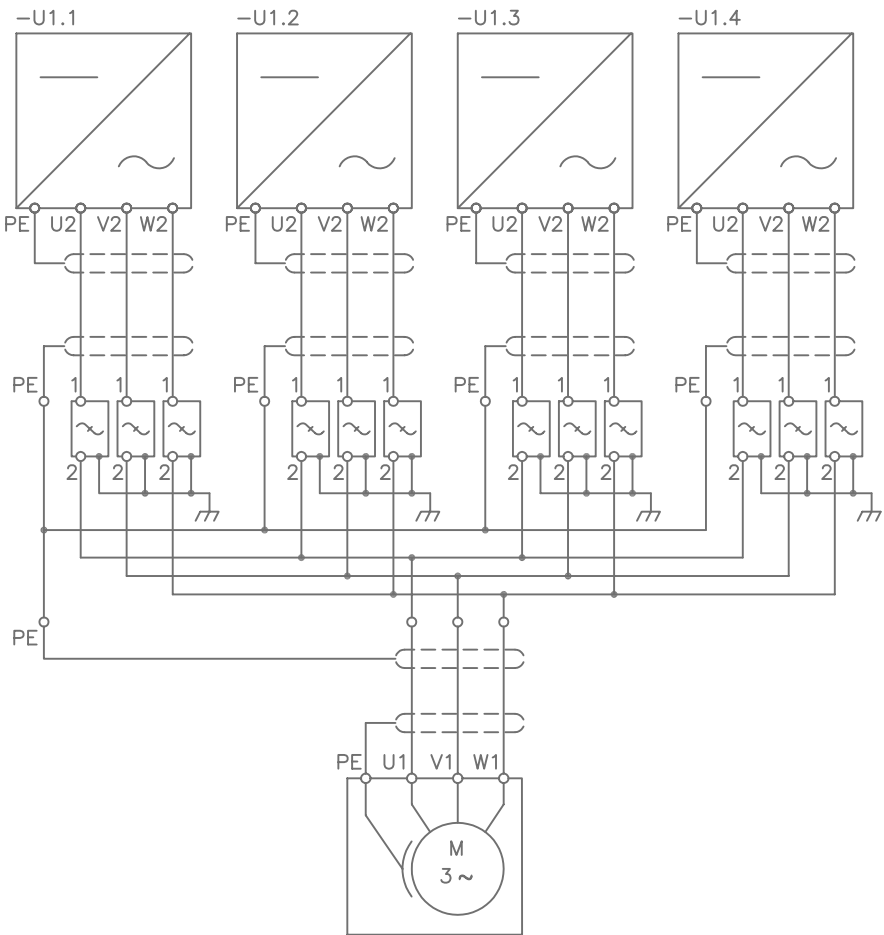 -U1.1 -U1.2 -U1.3 -U1.4
PE U2 V2 W2 PE U2 V2 W2 PE U2 V2 W2 PE U2 V2 W2
PE 1 1 1 PE 1 1 1 PE 1 1 1 PE 1 1 1
2 2 2 2 2 2 2 2 2 2 2 2
PE
PE U1 V1 W1
M
3 ~